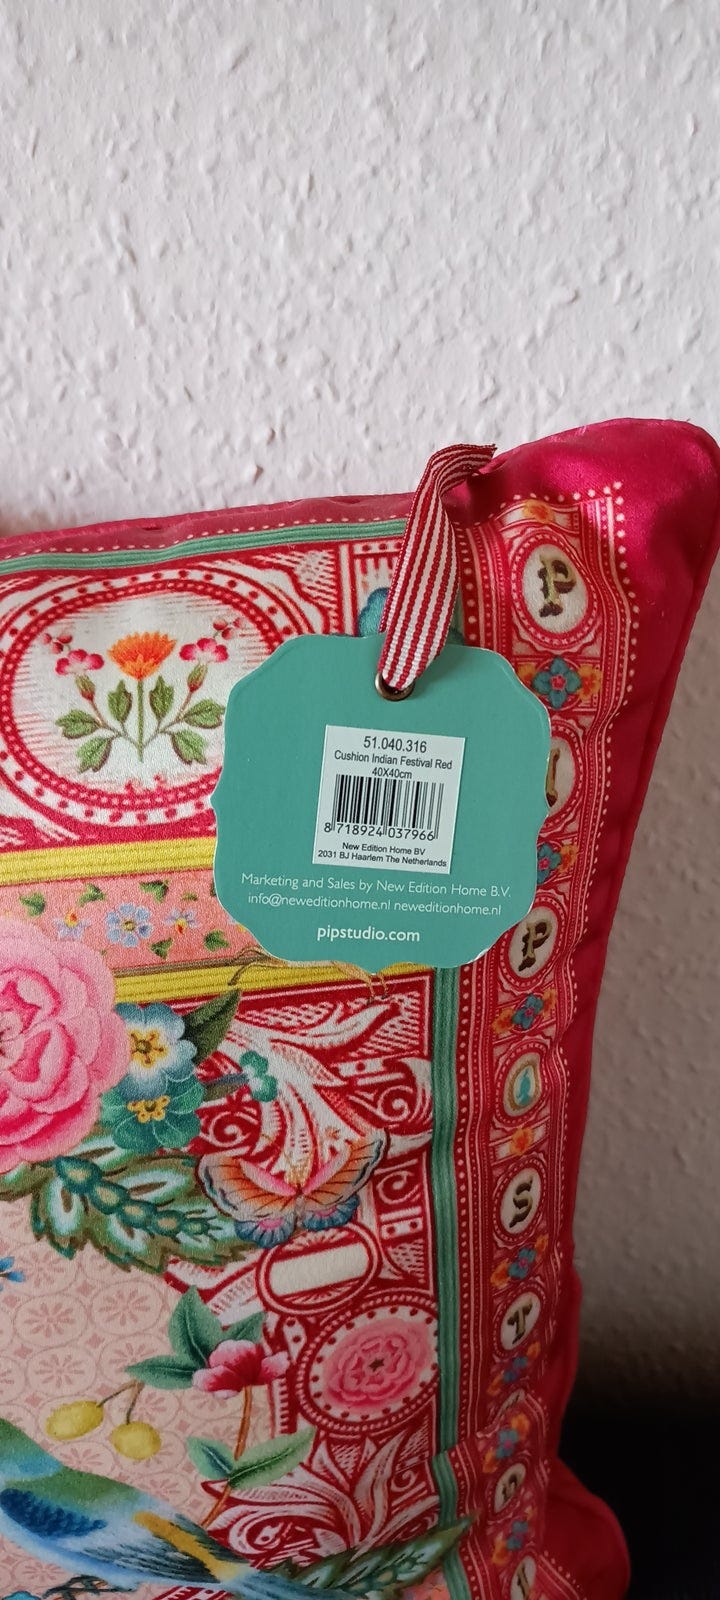 51.040.316
Cushion Indian Festival Red
40X40cm
8 718924 037966
New Edition Home BV
2031 BJ Haarlem The Netherlands
Marketing and Sales by New Edition Home B.V.
info@neweditionhome.nl neweditionhome.nl
pipstudio.com
P
I
P
S
T
U